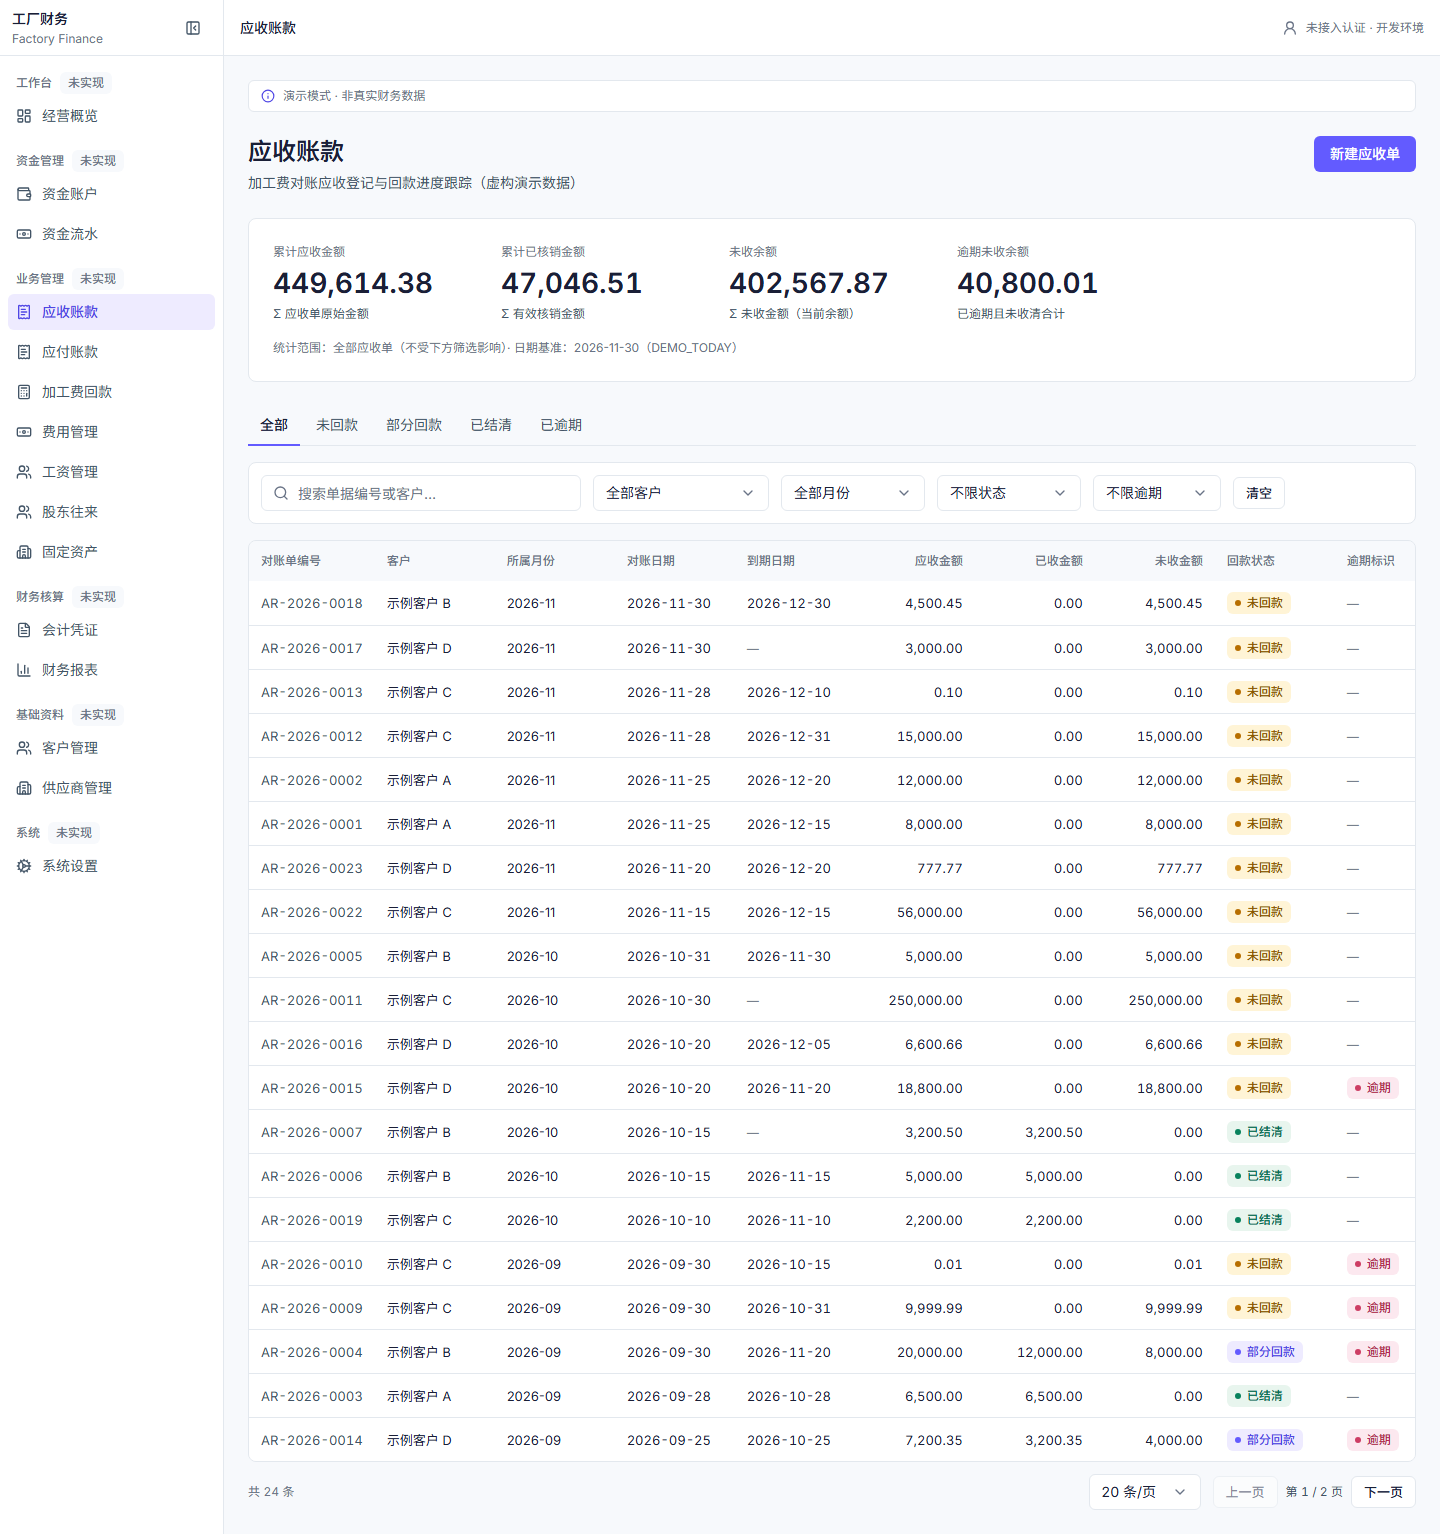 工厂财务
Factory Finance
应收账款
未接入认证 · 开发环境
工作台 未实现
经营概览
资金管理 未实现
资金账户
资金流水
业务管理 未实现
应收账款
应付账款
加工费回款
费用管理
工资管理
股东往来
固定资产
财务核算 未实现
会计凭证
财务报表
基础资料 未实现
客户管理
供应商管理
系统 未实现
系统设置
演示模式 · 非真实财务数据
应收账款
加工费对账应收登记与回款进度跟踪（虚构演示数据）
新建应收单
累计应收金额 累计已核销金额 未收余额 逾期未收余额
449,614.38 47,046.51 402,567.87 40,800.01
Σ 应收单原始金额 Σ 有效核销金额 Σ 未收金额（当前余额） 已逾期且未收清合计
统计范围：全部应收单（不受下方筛选影响）· 日期基准：2026-11-30（DEMO_TODAY）
全部 未回款 部分回款 已结清 已逾期
搜索单据编号或客户... 全部客户 全部月份 不限状态 不限逾期 清空
对账单编号 客户 所属月份 对账日期 到期日期 应收金额 已收金额 未收金额 回款状态 逾期标识
AR-2026-0018 示例客户 B 2026-11 2026-11-30 2026-12-30 4,500.45 0.00 4,500.45 未回款 —
AR-2026-0017 示例客户 D 2026-11 2026-11-30 — 3,000.00 0.00 3,000.00 未回款 —
AR-2026-0013 示例客户 C 2026-11 2026-11-28 2026-12-10 0.10 0.00 0.10 未回款 —
AR-2026-0012 示例客户 C 2026-11 2026-11-28 2026-12-31 15,000.00 0.00 15,000.00 未回款 —
AR-2026-0002 示例客户 A 2026-11 2026-11-25 2026-12-20 12,000.00 0.00 12,000.00 未回款 —
AR-2026-0001 示例客户 A 2026-11 2026-11-25 2026-12-15 8,000.00 0.00 8,000.00 未回款 —
AR-2026-0023 示例客户 D 2026-11 2026-11-20 2026-12-20 777.77 0.00 777.77 未回款 —
AR-2026-0022 示例客户 C 2026-11 2026-11-15 2026-12-15 56,000.00 0.00 56,000.00 未回款 —
AR-2026-0005 示例客户 B 2026-10 2026-10-31 2026-11-30 5,000.00 0.00 5,000.00 未回款 —
AR-2026-0011 示例客户 C 2026-10 2026-10-30 — 250,000.00 0.00 250,000.00 未回款 —
AR-2026-0016 示例客户 D 2026-10 2026-10-20 2026-12-05 6,600.66 0.00 6,600.66 未回款 —
AR-2026-0015 示例客户 D 2026-10 2026-10-20 2026-11-20 18,800.00 0.00 18,800.00 未回款 逾期
AR-2026-0007 示例客户 B 2026-10 2026-10-15 — 3,200.50 3,200.50 0.00 已结清 —
AR-2026-0006 示例客户 B 2026-10 2026-10-15 2026-11-15 5,000.00 5,000.00 0.00 已结清 —
AR-2026-0019 示例客户 C 2026-10 2026-10-10 2026-11-10 2,200.00 2,200.00 0.00 已结清 —
AR-2026-0010 示例客户 C 2026-09 2026-09-30 2026-10-15 0.01 0.00 0.01 未回款 逾期
AR-2026-0009 示例客户 C 2026-09 2026-09-30 2026-10-31 9,999.99 0.00 9,999.99 未回款 逾期
AR-2026-0004 示例客户 B 2026-09 2026-09-30 2026-11-20 20,000.00 12,000.00 8,000.00 部分回款 逾期
AR-2026-0003 示例客户 A 2026-09 2026-09-28 2026-10-28 6,500.00 6,500.00 0.00 已结清 —
AR-2026-0014 示例客户 D 2026-09 2026-09-25 2026-10-25 7,200.35 3,200.35 4,000.00 部分回款 逾期
共 24 条 20 条/页 上一页 第 1 / 2 页 下一页